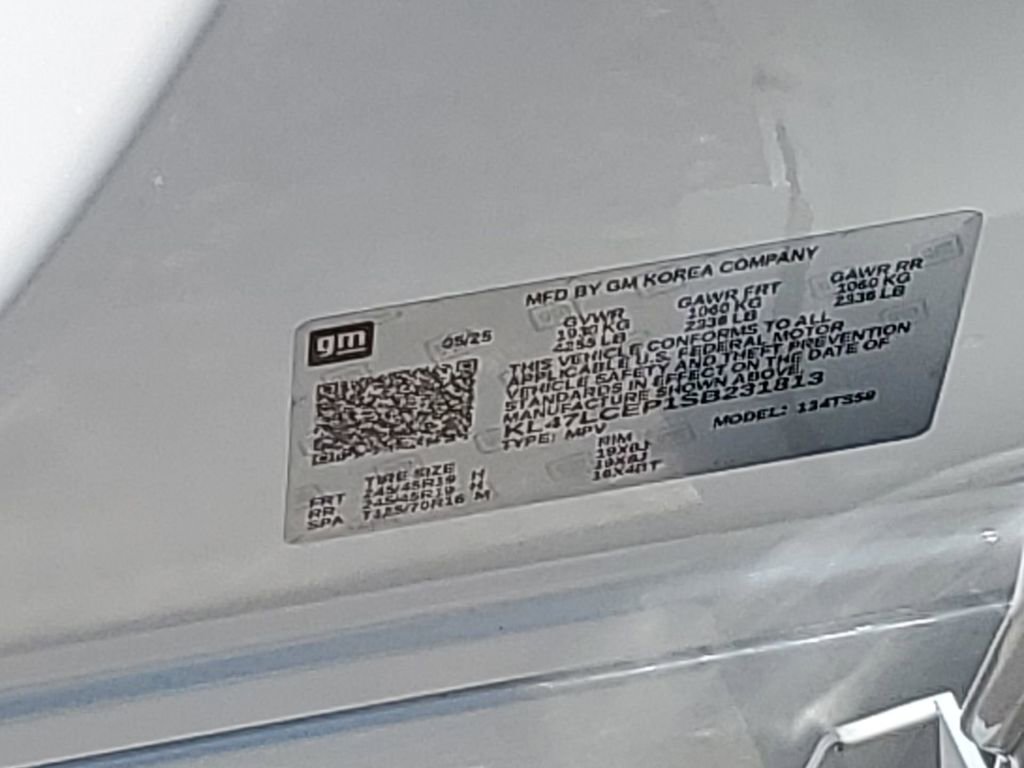 gm
05/25
MFD BY GM KOREA COMPANY
GVWR GAWR FRT GAWR RR
1930 KG 1060 KG 1060 KG
4255 LB 2336 LB 2336 LB
THIS VEHICLE CONFORMS TO ALL
APPLICABLE U.S. FEDERAL MOTOR
VEHICLE SAFETY AND THEFT PREVENTION
STANDARDS IN EFFECT ON THE DATE OF
MANUFACTURE SHOWN ABOVE.
KL47LCEP1SB231813
TYPE: MPV MODEL: 1TS58
TIRE SIZE RIM
FRT 245/45R19 H 19X8J
RR 245/45R19 H 19X8J
SPA T125/70R16 M 16X4BT